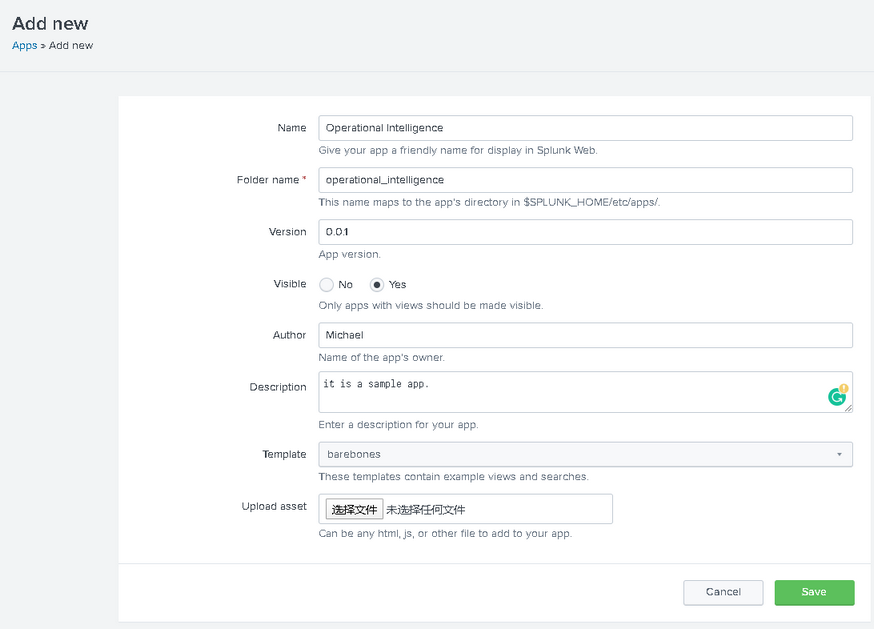 Add new
Apps » Add new
Name
Operational Intelligence
Give your app a friendly name for display in Splunk Web.
Folder name *
operational_intelligence
This name maps to the app's directory in $SPLUNK_HOME/etc/apps/.
Version
0.0.1
App version.
Visible
No Yes
Only apps with views should be made visible.
Author
Michael
Name of the app's owner.
Description
it is a sample app.
Enter a description for your app.
Template
barebones
These templates contain example views and searches.
Upload asset
选择文件 未选择任何文件
Can be any html, js, or other file to add to your app.
Cancel Save